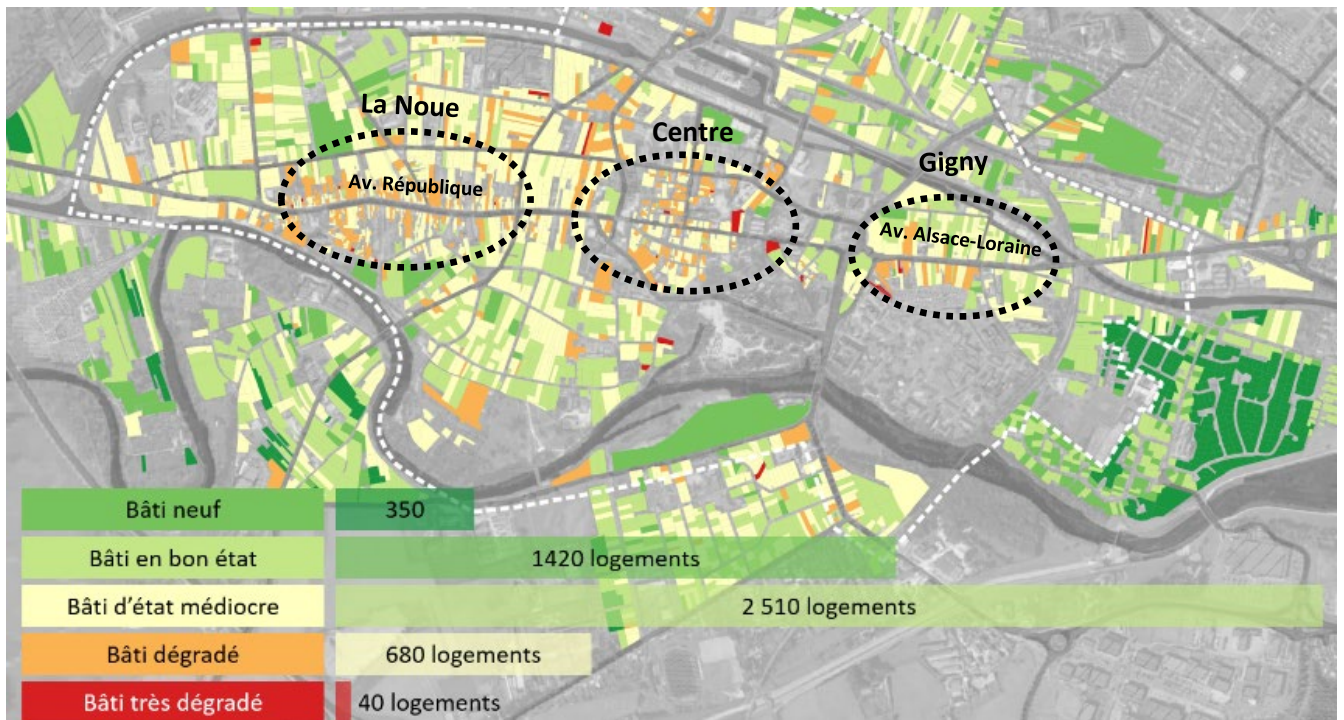 La Noue
Centre
Gigny
Av. République
Av. Alsace-Loraine
Bâti neuf 350
Bâti en bon état 1420 logements
Bâti d'état médiocre 2 510 logements
Bâti dégradé 680 logements
Bâti très dégradé 40 logements